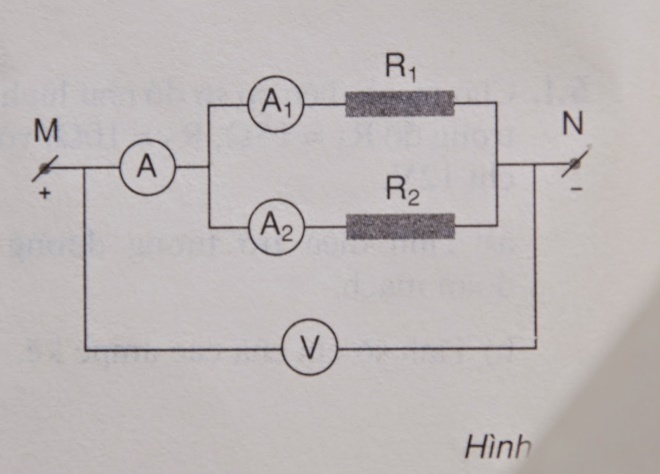 R₁
A₁
M
N
A
R₂
+
-
A₂
V
Hình